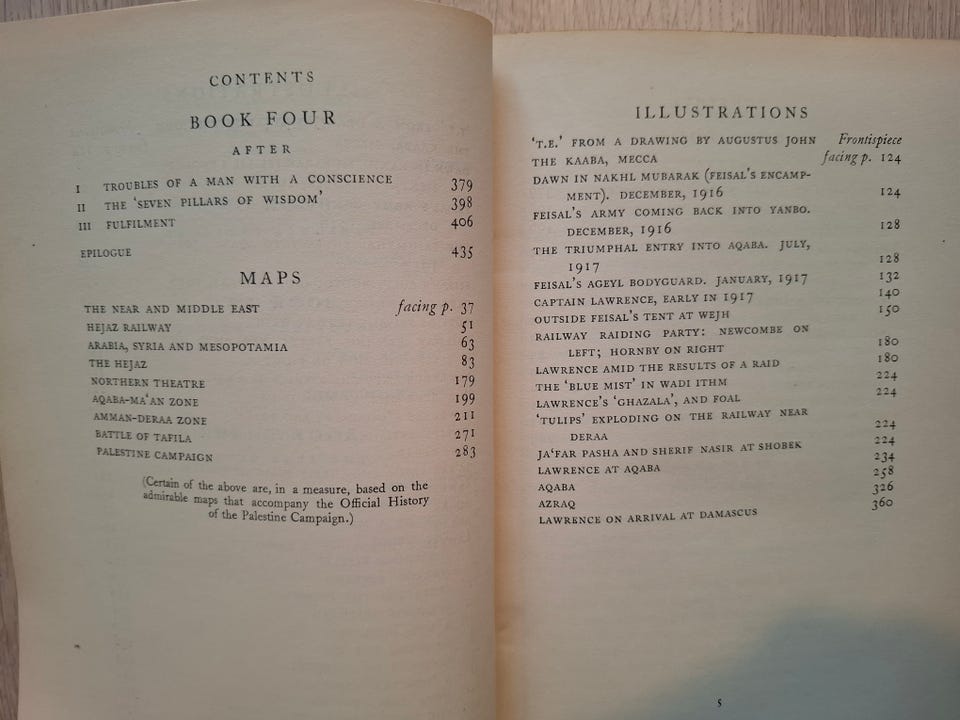 CONTENTS
BOOK FOUR
AFTER
I TROUBLES OF A MAN WITH A CONSCIENCE 379
II THE ‘SEVEN PILLARS OF WISDOM’ 398
III FULFILMENT 406
EPILOGUE 435
MAPS
THE NEAR AND MIDDLE EAST facing p. 37
HEJAZ RAILWAY 51
ARABIA, SYRIA AND MESOPOTAMIA 63
THE HEJAZ 83
NORTHERN THEATRE 179
AQABA-MA‘AN ZONE 199
AMMAN-DERAA ZONE 211
BATTLE OF TAFILA 271
PALESTINE CAMPAIGN 283
(Certain of the above are, in a measure, based on the
admirable maps that accompany the Official History
of the Palestine Campaign.)
ILLUSTRATIONS
‘T.E.’ FROM A DRAWING BY AUGUSTUS JOHN Frontispiece
THE KAABA, MECCA facing p. 124
DAWN IN NAKHL MUBARAK (FEISAL’S ENCAMP-
MENT). DECEMBER, 1916 124
FEISAL’S ARMY COMING BACK INTO YANBO.
DECEMBER, 1916 128
THE TRIUMPHAL ENTRY INTO AQABA. JULY,
1917 128
FEISAL’S AGEYL BODYGUARD. JANUARY, 1917 132
CAPTAIN LAWRENCE, EARLY IN 1917 140
OUTSIDE FEISAL’S TENT AT WEJH 150
RAILWAY RAIDING PARTY: NEWCOMBE ON
LEFT; HORNBY ON RIGHT 180
LAWRENCE AMID THE RESULTS OF A RAID 180
THE ‘BLUE MIST’ IN WADI ITHM 224
LAWRENCE’S ‘GHAZALA’, AND FOAL 224
‘TULIPS’ EXPLODING ON THE RAILWAY NEAR
DERAA 224
JA‘FAR PASHA AND SHERIF NASIR AT SHOBEK 224
LAWRENCE AT AQABA 234
AQABA 258
AZRAQ 326
LAWRENCE ON ARRIVAL AT DAMASCUS 360
5